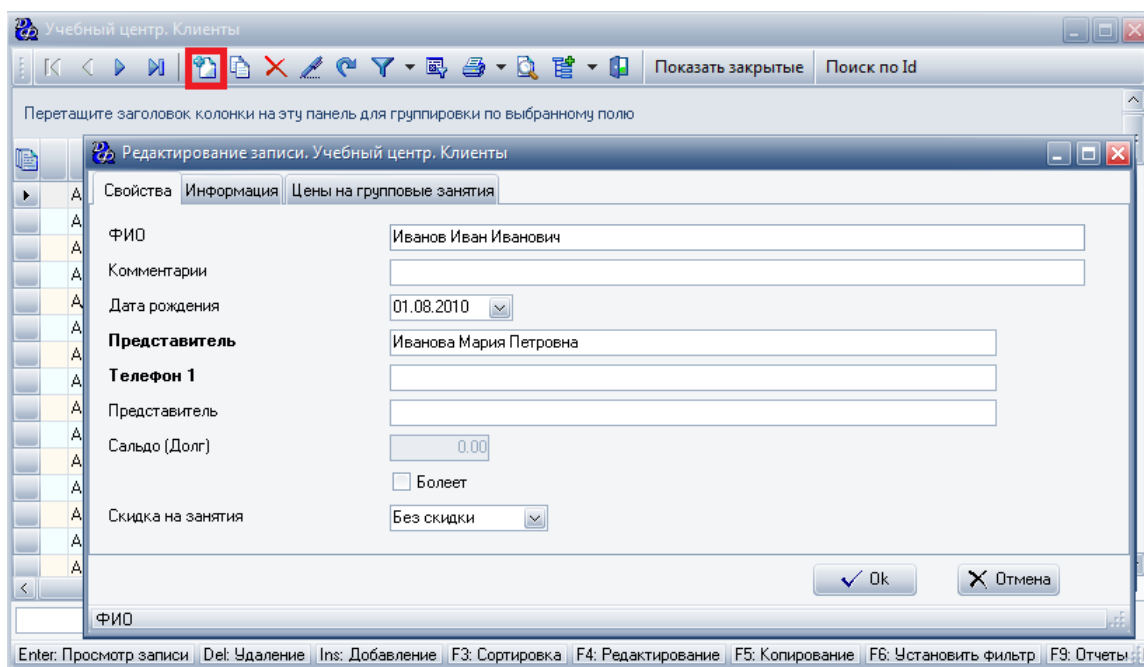 Учебный центр. Клиенты
Показать закрытые Поиск по Id
Перетащите заголовок колонки на эту панель для группировки по выбранному полю
Редактирование записи. Учебный центр. Клиенты
Свойства Информация Цены на групповые занятия
ФИО Иванов Иван Иванович
Комментарии
Дата рождения 01.08.2010
Представитель Иванова Мария Петровна
Телефон 1
Представитель
Сальдо (Долг) 0.00
Болеет
Скидка на занятия Без скидки
Ok Отмена
ФИО
Enter: Просмотр записи Del: Удаление Ins: Добавление F3: Сортировка F4: Редактирование F5: Копирование F6: Установить фильтр F9: Отчеты